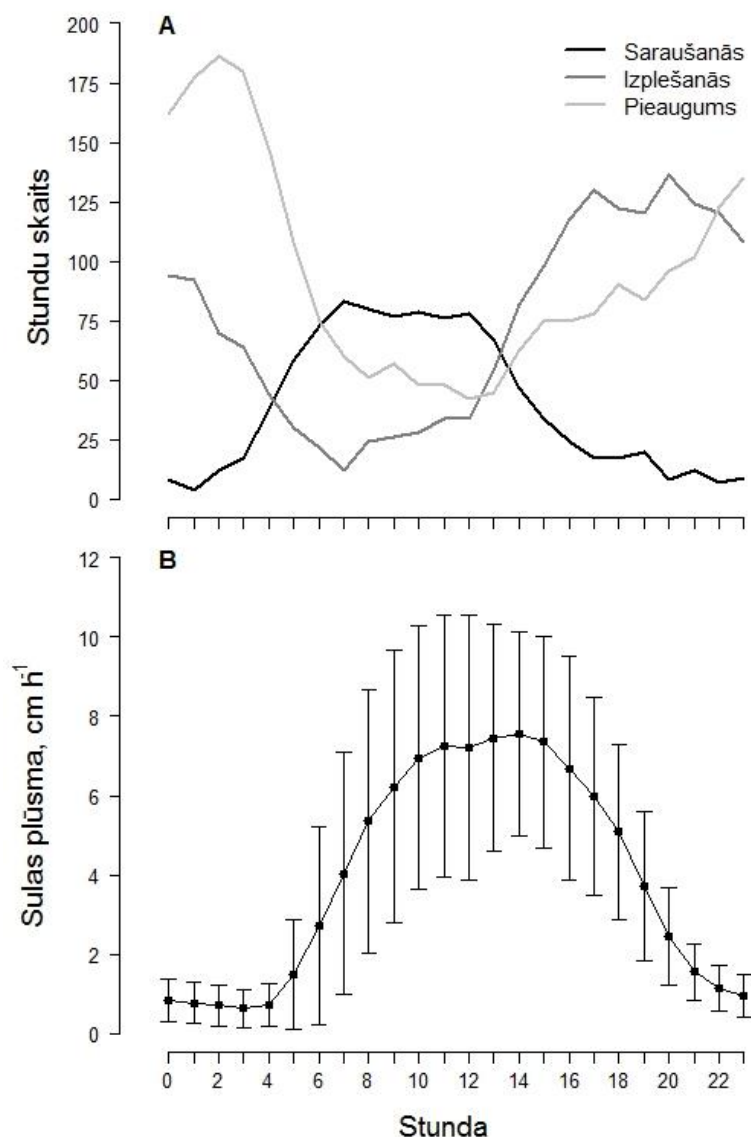 A
200
175
150
125
100
75
50
25
0
Stundu skaits
Saraušanās
Izplešanās
Pieaugums
B
12
10
8
6
4
2
0
Sulas plūsma, cm h⁻¹
0 2 4 6 8 10 12 14 16 18 20 22
Stunda